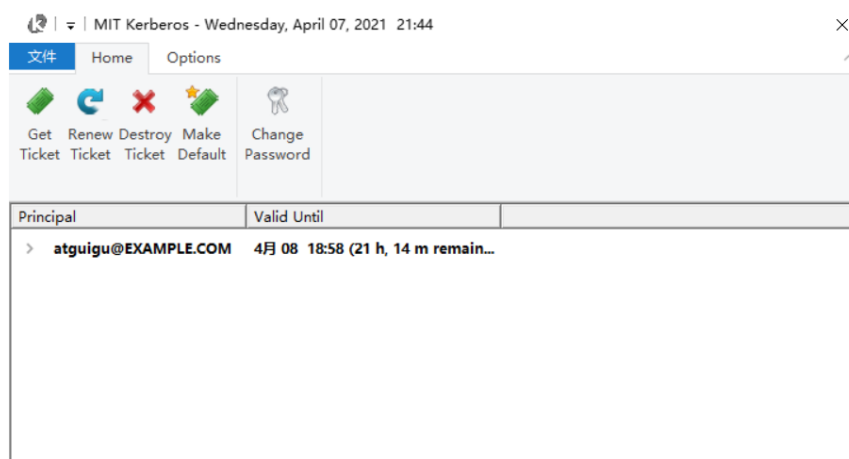 MIT Kerberos - Wednesday, April 07, 2021 21:44
文件 Home Options
Get Ticket
Renew Ticket
Destroy Ticket
Make Default
Change Password
Principal Valid Until
atguigu@EXAMPLE.COM 4月 08 18:58 (21 h, 14 m remain...